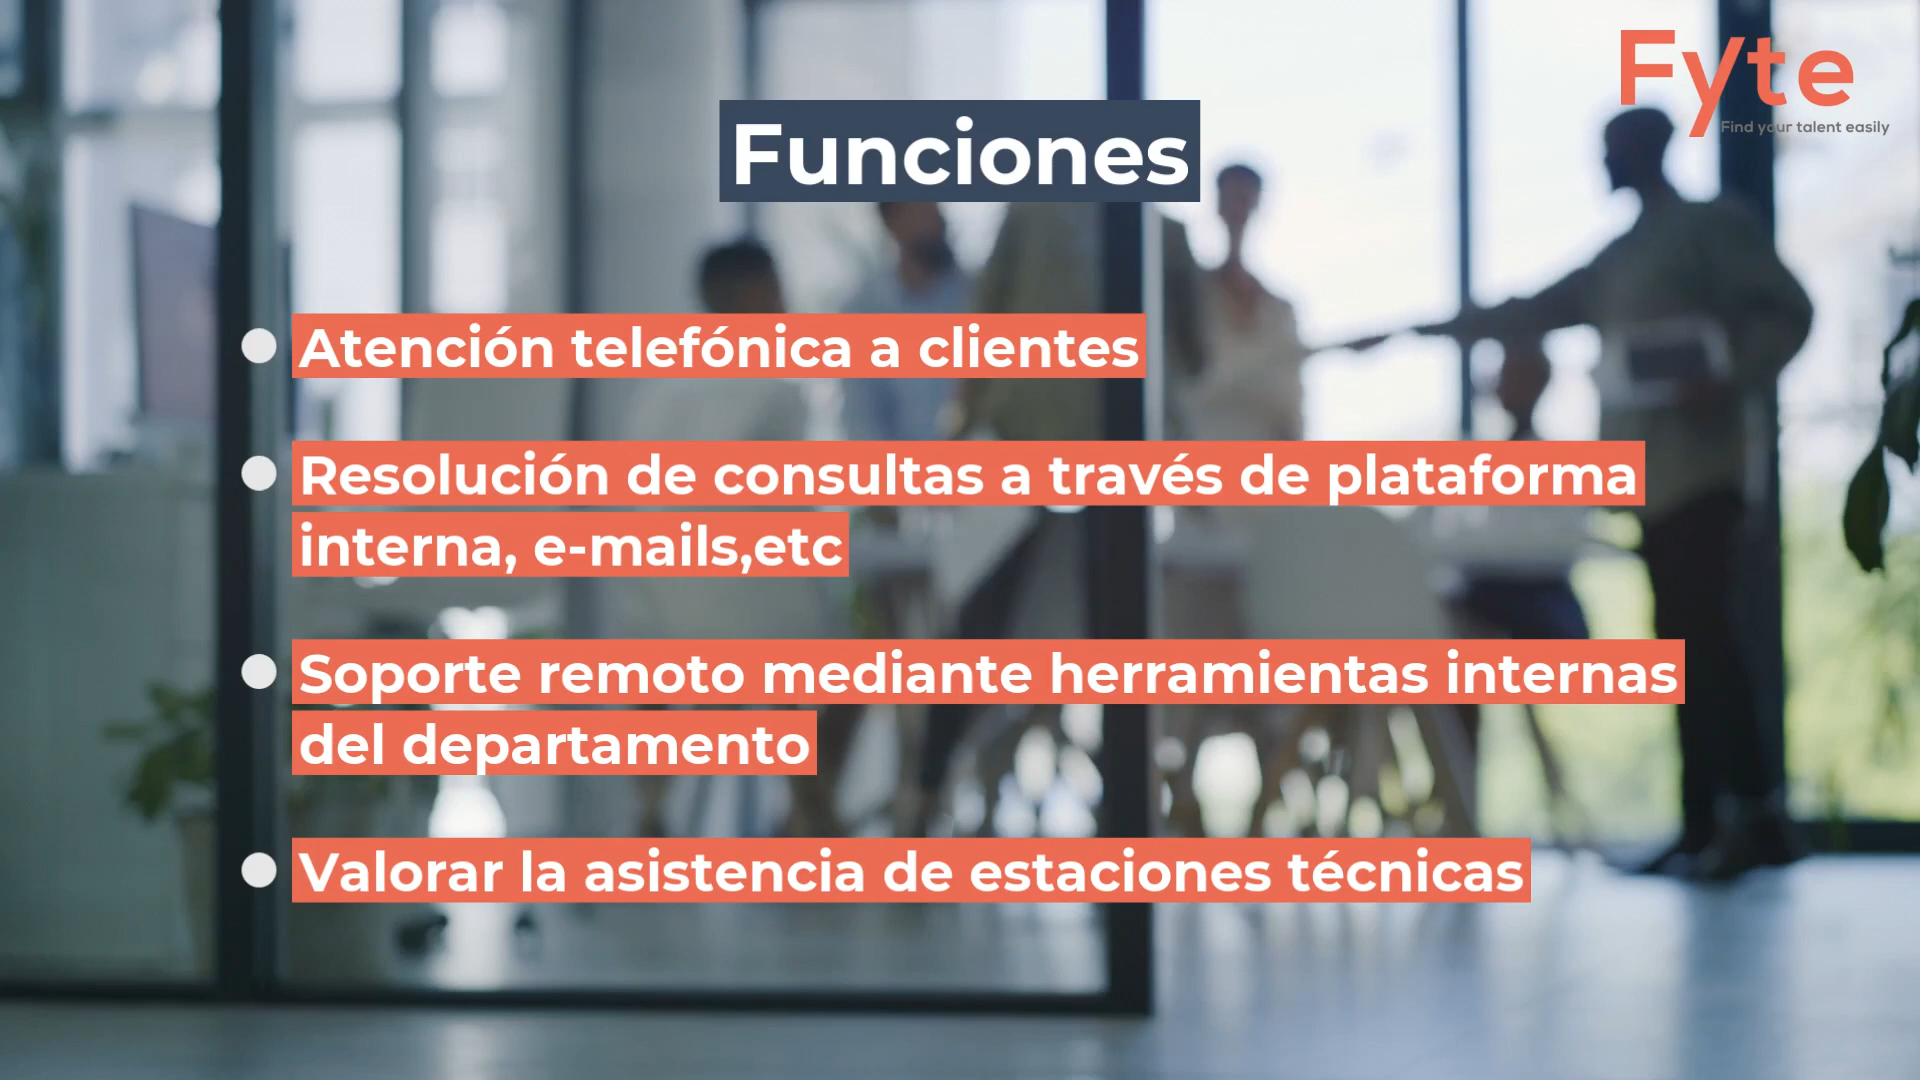 Fyte
Find your talent easily
Funciones
Atención telefónica a clientes
Resolución de consultas a través de plataforma
interna, e-mails,etc
Soporte remoto mediante herramientas internas
del departamento
Valorar la asistencia de estaciones técnicas